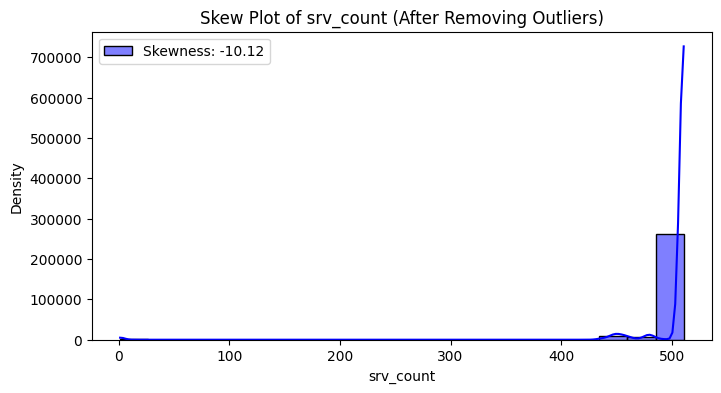 Skew Plot of srv_count (After Removing Outliers)
Skewness: -10.12
700000
600000
500000
400000
300000
200000
100000
0
Density
0 100 200 300 400 500
srv_count